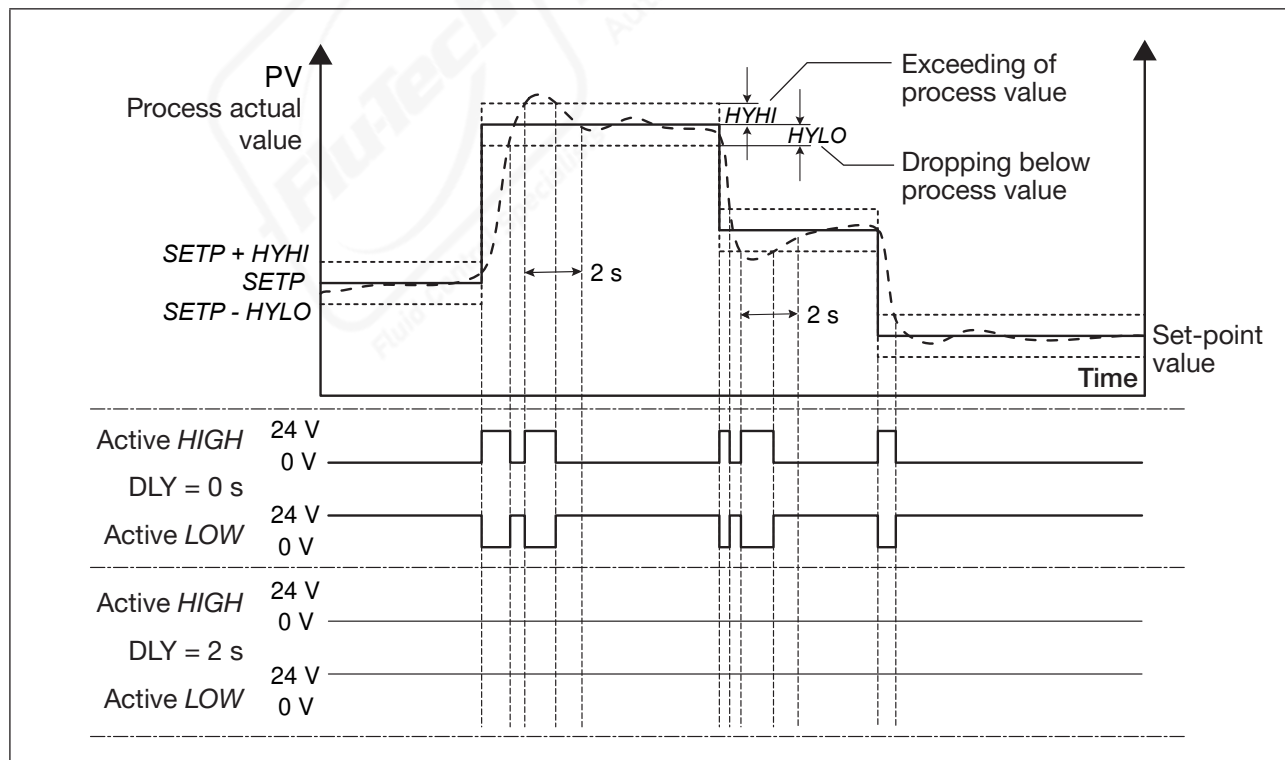 PV
Process actual
value
Exceeding of
process value
HYHI
HYLO
Dropping below
process value
SETP + HYHI
SETP
SETP - HYLO
2 s
2 s
Set-point
value
Time
Active HIGH
24 V
0 V
DLY = 0 s
Active LOW
24 V
0 V
Active HIGH
24 V
0 V
DLY = 2 s
Active LOW
24 V
0 V
Flu-Tech